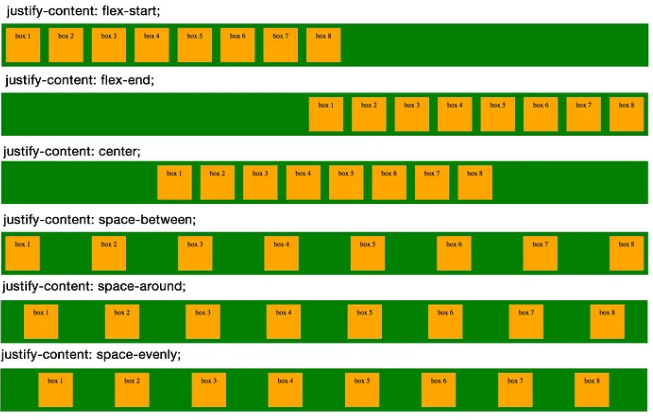 justify-content: flex-start;
box 1 box 2 box 3 box 4 box 5 box 6 box 7 box 8
justify-content: flex-end;
box 1 box 2 box 3 box 4 box 5 box 6 box 7 box 8
justify-content: center;
box 1 box 2 box 3 box 4 box 5 box 6 box 7 box 8
justify-content: space-between;
box 1 box 2 box 3 box 4 box 5 box 6 box 7 box 8
justify-content: space-around;
box 1 box 2 box 3 box 4 box 5 box 6 box 7 box 8
justify-content: space-evenly;
box 1 box 2 box 3 box 4 box 5 box 6 box 7 box 8